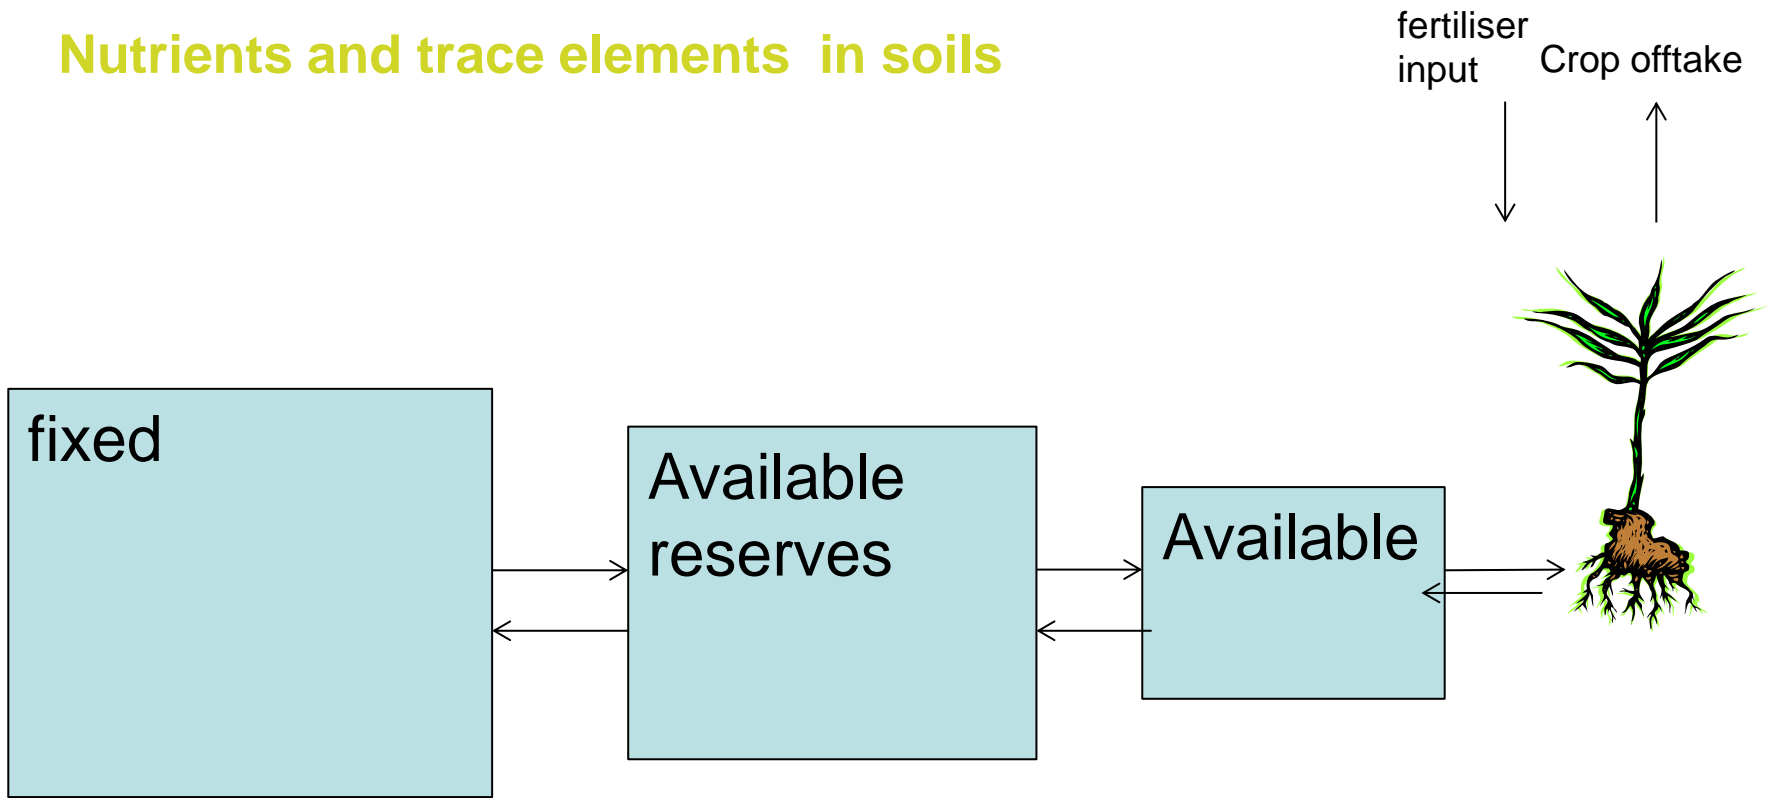 Nutrients and trace elements  in soils
fertiliser
input
Crop offtake
fixed
Available
reserves
Available